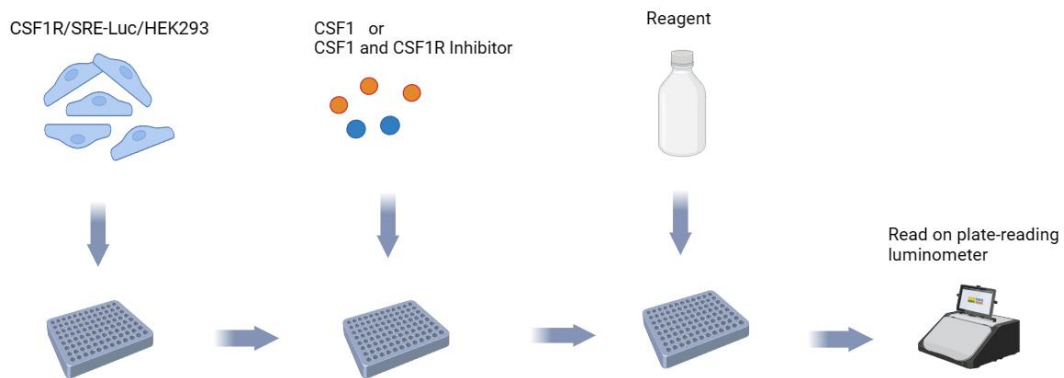 CSF1R/SRE-Luc/HEK293
CSF1 or
CSF1 and CSF1R Inhibitor
Reagent
Read on plate-reading
luminometer